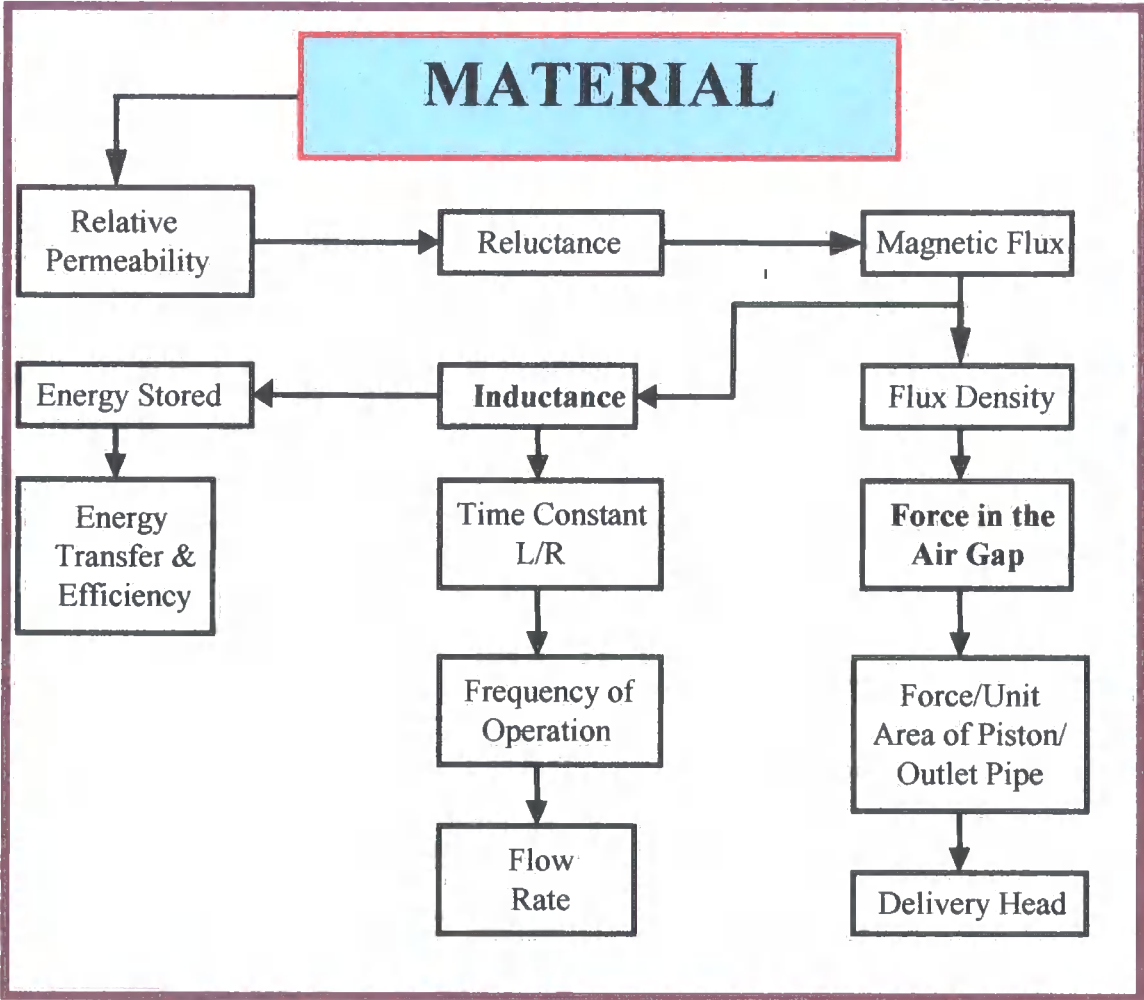 MATERIAL
Relative
Permeability
Reluctance
Magnetic Flux
Energy Stored
Inductance
Flux Density
Energy
Transfer &
Efficiency
Time Constant
L/R
Force in the
Air Gap
Frequency of
Operation
Force/Unit
Area of Piston/
Outlet Pipe
Flow
Rate
Delivery Head